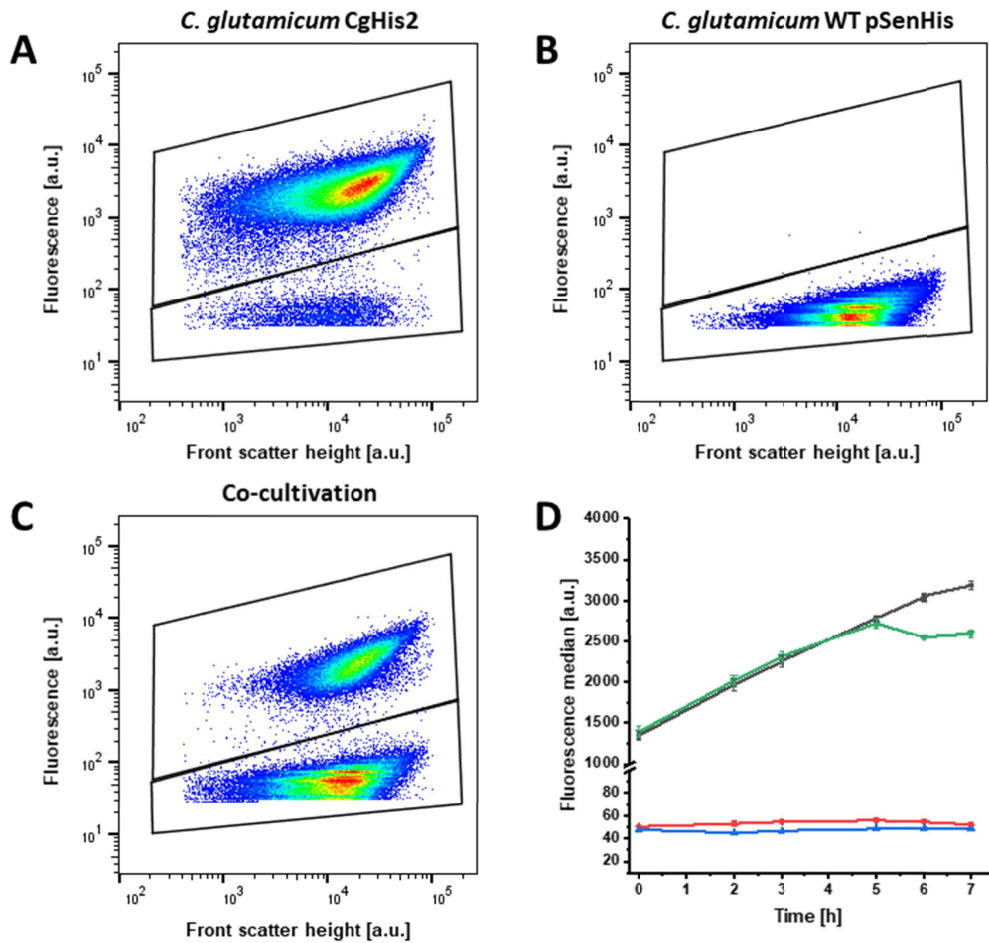 C. glutamicum CgHis2
C. glutamicum WT pSenHis
A
B
Fluorescence [a.u.]
10^5
10^4
10^3
10^2
10^1
10^2 10^3 10^4 10^5
Front scatter height [a.u.]
Fluorescence [a.u.]
10^5
10^4
10^3
10^2
10^1
10^2 10^3 10^4 10^5
Front scatter height [a.u.]
Co-cultivation
C
D
Fluorescence [a.u.]
10^5
10^4
10^3
10^2
10^1
10^2 10^3 10^4 10^5
Front scatter height [a.u.]
Fluorescence median [a.u.]
4000
3500
3000
2500
2000
1500
1000
80
60
40
20
0 1 2 3 4 5 6 7
Time [h]